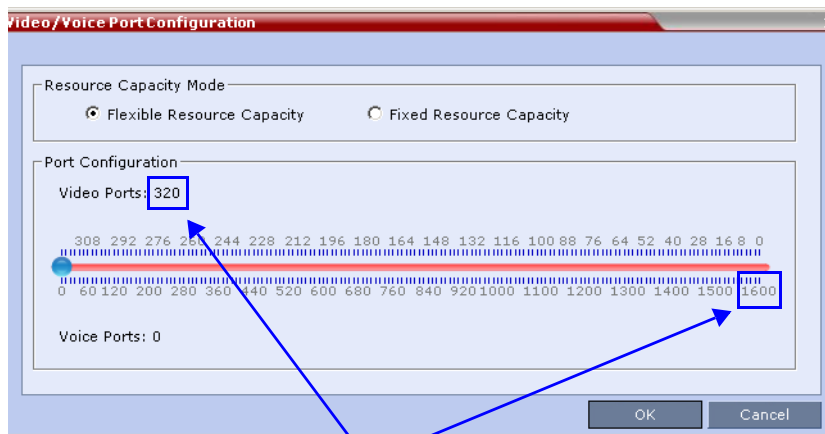 Video/Voice Port Configuration
Resource Capacity Mode
Flexible Resource Capacity Fixed Resource Capacity
Port Configuration
Video Ports: 320
308 292 276 260 244 228 212 196 180 164 148 132 116 100 88 76 64 52 40 28 16 8 0
0 60 120 200 280 360 440 520 600 680 760 840 920 1000 1100 1200 1300 1400 1500 1600
Voice Ports: 0
OK Cancel